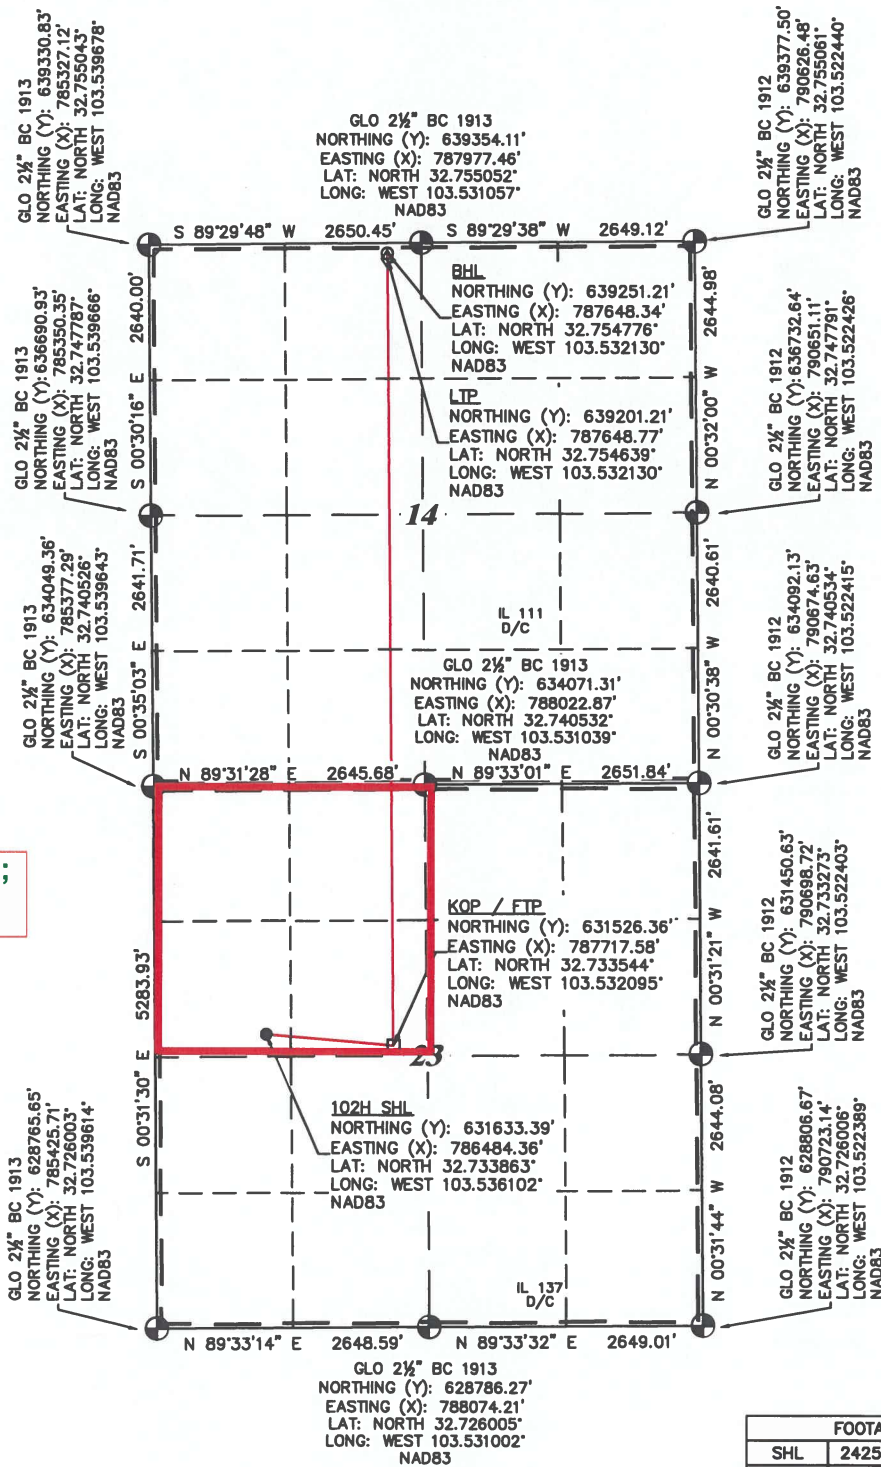 GLO 2½" BC 1913
NORTHING (Y): 639330.83'
EASTING (X): 785327.12'
LAT: NORTH 32.755043°
LONG: WEST 103.539678°
NAD83
GLO 2½" BC 1913
NORTHING (Y): 639354.11'
EASTING (X): 787977.46'
LAT: NORTH 32.755052°
LONG: WEST 103.531057°
NAD83
GLO 2½" BC 1912
NORTHING (Y): 639377.50'
EASTING (X): 790626.48'
LAT: NORTH 32.755061°
LONG: WEST 103.522440°
NAD83
S 89°29'48" W 2650.45'
S 89°29'38" W 2649.12'
BHL
NORTHING (Y): 639251.21'
EASTING (X): 787648.34'
LAT: NORTH 32.754776°
LONG: WEST 103.532130°
NAD83
LTP
NORTHING (Y): 639201.21'
EASTING (X): 787648.77'
LAT: NORTH 32.754639°
LONG: WEST 103.532130°
NAD83
S 00°30'16" E 2640.00'
N 00°32'00" W 2644.98'
GLO 2½" BC 1913
NORTHING (Y):636690.93'
EASTING (X): 785350.35'
LAT: NORTH 32.747787°
LONG: WEST 103.539666°
NAD83
GLO 2½" BC 1912
NORTHING (Y):636732.64'
EASTING (X): 790651.11'
LAT: NORTH 32.747791°
LONG: WEST 103.522426°
NAD83
14
S 00°35'03" E 2641.71'
N 00°30'38" W 2640.61'
IL 111
D/C
GLO 2½" BC 1913
NORTHING (Y): 634049.36'
EASTING (X): 785377.29'
LAT: NORTH 32.740526°
LONG: WEST 103.539643°
NAD83
GLO 2½" BC 1913
NORTHING (Y): 634071.31'
EASTING (X): 788022.87'
LAT: NORTH 32.740532°
LONG: WEST 103.531039°
NAD83
GLO 2½" BC 1912
NORTHING (Y): 634092.13'
EASTING (X): 790674.63'
LAT: NORTH 32.740534°
LONG: WEST 103.522415°
NAD83
N 89°31'28" E 2645.68'
N 89°33'01" E 2651.84'
;
KOP / FTP
NORTHING (Y): 631526.36'
EASTING (X): 787717.58'
LAT: NORTH 32.733544°
LONG: WEST 103.532095°
NAD83
S 00°31'30" E 5283.93'
N 00°31'21" W 2641.61'
GLO 2½" BC 1912
NORTHING (Y): 631450.63'
EASTING (X): 790698.72'
LAT: NORTH 32.733273°
LONG: WEST 103.522403°
NAD83
23
102H SHL
NORTHING (Y): 631633.39'
EASTING (X): 786484.36'
LAT: NORTH 32.733863°
LONG: WEST 103.536102°
NAD83
N 00°31'44" W 2644.08'
GLO 2½" BC 1913
NORTHING (Y): 628765.65'
EASTING (X): 785425.71'
LAT: NORTH 32.726003°
LONG: WEST 103.539614°
NAD83
GLO 2½" BC 1912
NORTHING (Y): 628806.67'
EASTING (X): 790723.14'
LAT: NORTH 32.726006°
LONG: WEST 103.522389°
NAD83
IL 137
D/C
N 89°33'14" E 2648.59'
N 89°33'32" E 2649.01'
GLO 2½" BC 1913
NORTHING (Y): 628786.27'
EASTING (X): 788074.21'
LAT: NORTH 32.726005°
LONG: WEST 103.531002°
NAD83
FOOTA
SHL 2425